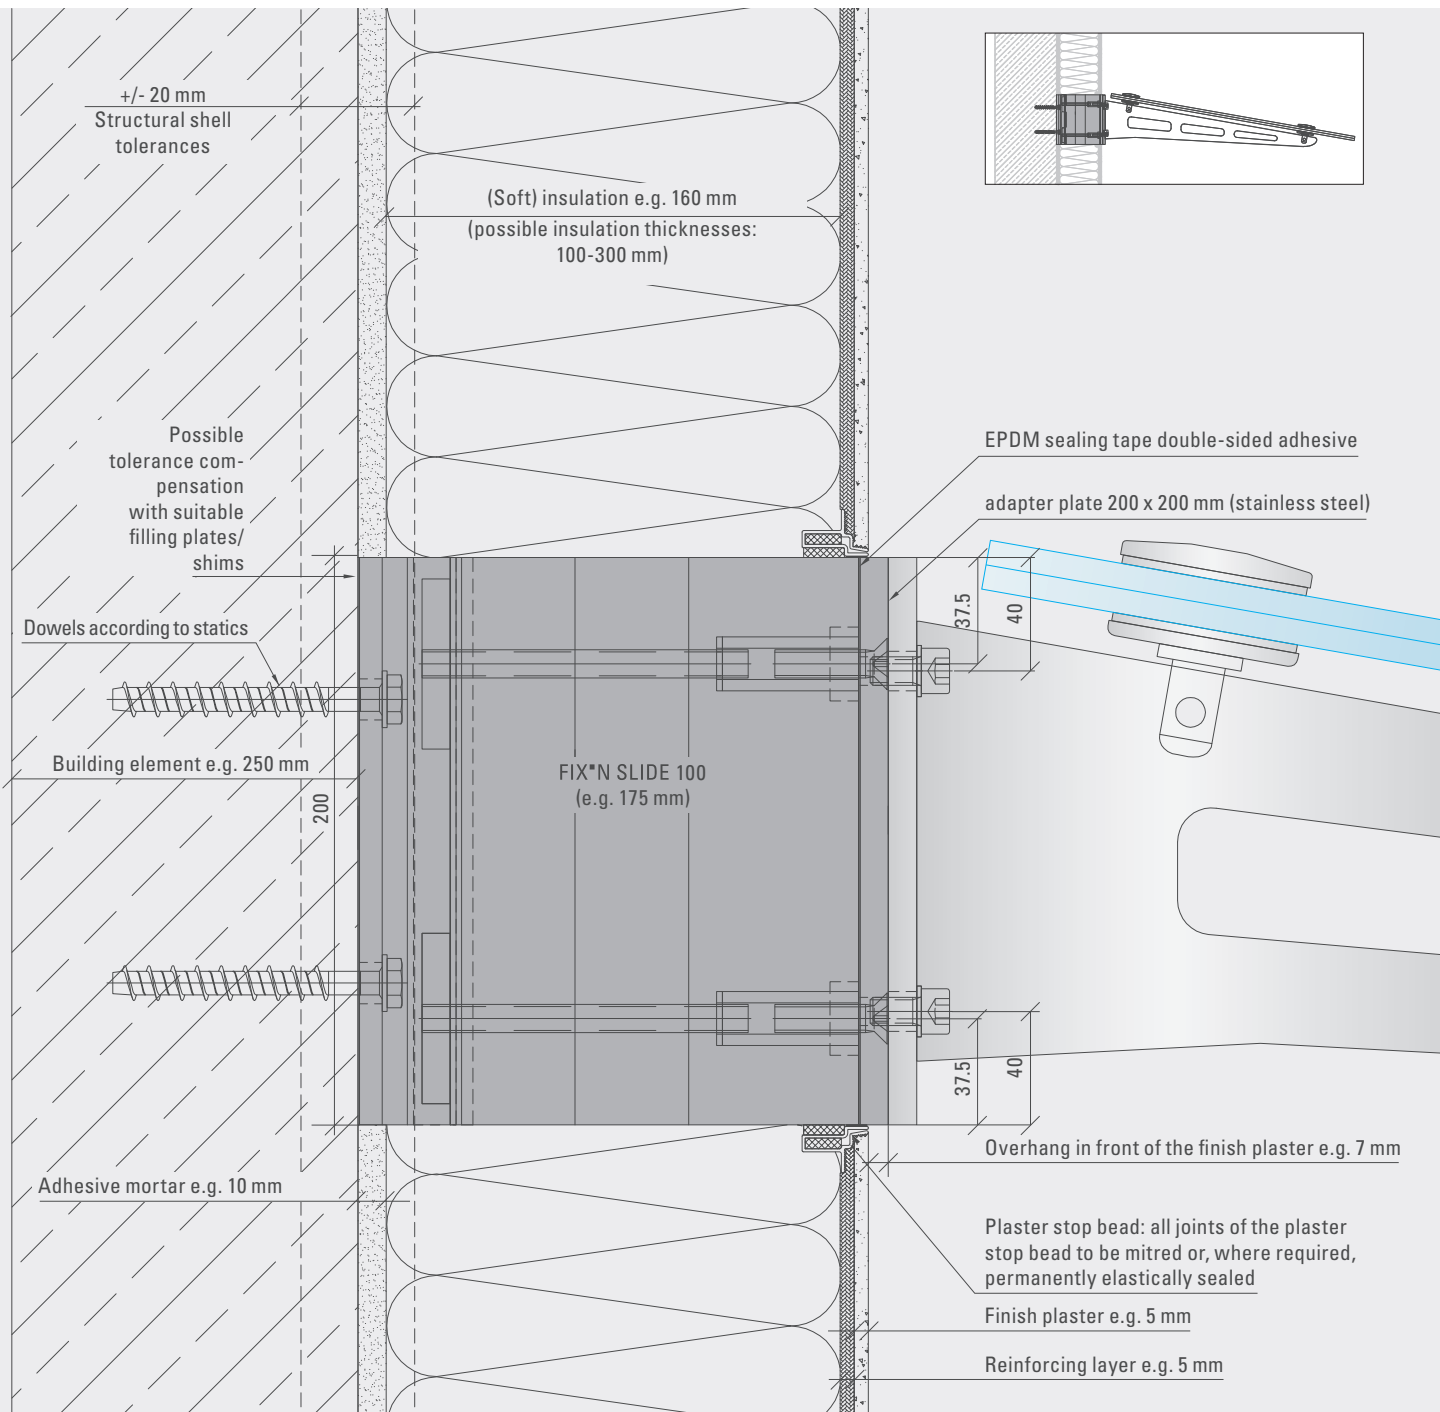 +/- 20 mm
Structural shell
tolerances
(Soft) insulation e.g. 160 mm
(possible insulation thicknesses:
100-300 mm)
Possible
tolerance com-
pensation
with suitable
filling plates/
shims
EPDM sealing tape double-sided adhesive
adapter plate 200 x 200 mm (stainless steel)
37.5
40
Dowels according to statics
Building element e.g. 250 mm
200
FIX■N SLIDE 100
(e.g. 175 mm)
37.5
40
Overhang in front of the finish plaster e.g. 7 mm
Adhesive mortar e.g. 10 mm
Plaster stop bead: all joints of the plaster
stop bead to be mitred or, where required,
permanently elastically sealed
Finish plaster e.g. 5 mm
Reinforcing layer e.g. 5 mm